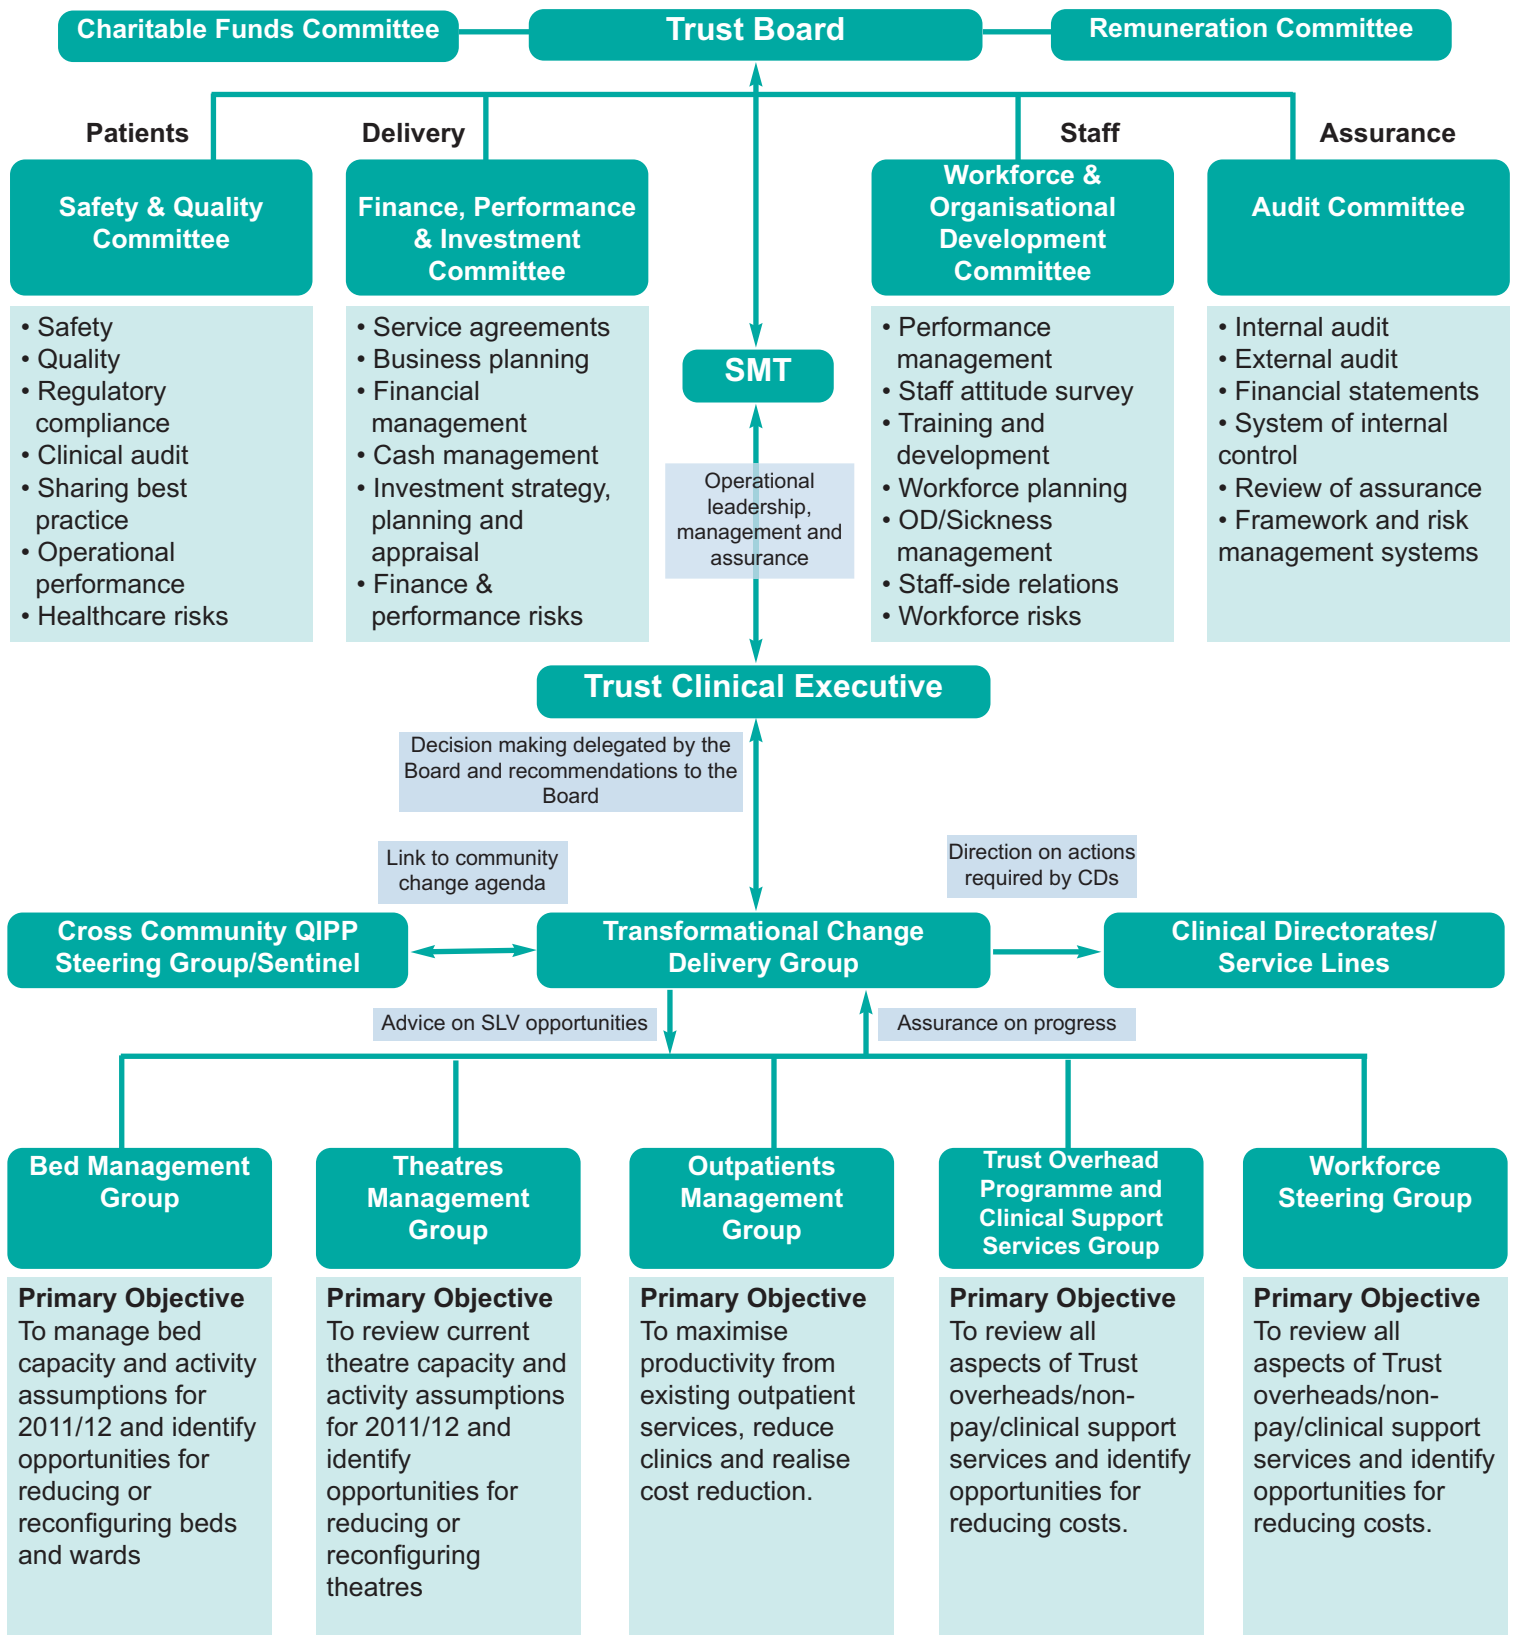 Charitable Funds Committee
Trust Board
Remuneration Committee
Patients
Delivery
Staff
Assurance
Safety & Quality
Committee
Finance, Performance
& Investment
Committee
Workforce &
Organisational
Development
Committee
Audit Committee
• Safety
• Quality
• Regulatory
compliance
• Clinical audit
• Sharing best
practice
• Operational
performance
• Healthcare risks
• Service agreements
• Business planning
• Financial
management
• Cash management
• Investment strategy,
planning and
appraisal
• Finance &
performance risks
SMT
Operational
leadership,
management and
assurance
• Performance
management
• Staff attitude survey
• Training and
development
• Workforce planning
• OD/Sickness
management
• Staff-side relations
• Workforce risks
• Internal audit
• External audit
• Financial statements
• System of internal
control
• Review of assurance
• Framework and risk
management systems
Trust Clinical Executive
Decision making delegated by the
Board and recommendations to the
Board
Link to community
change agenda
Direction on actions
required by CDs
Cross Community QIPP
Steering Group/Sentinel
Transformational Change
Delivery Group
Clinical Directorates/
Service Lines
Advice on SLV opportunities
Assurance on progress
Bed Management
Group
Theatres
Management
Group
Outpatients
Management
Group
Trust Overhead
Programme and
Clinical Support
Services Group
Workforce
Steering Group
Primary Objective
To manage bed
capacity and activity
assumptions for
2011/12 and identify
opportunities for
reducing or
reconfiguring beds
and wards
Primary Objective
To review current
theatre capacity and
activity assumptions
for 2011/12 and
identify
opportunities for
reducing or
reconfiguring
theatres
Primary Objective
To maximise
productivity from
existing outpatient
services, reduce
clinics and realise
cost reduction.
Primary Objective
To review all
aspects of Trust
overheads/non-
pay/clinical support
services and identify
opportunities for
reducing costs.
Primary Objective
To review all
aspects of Trust
overheads/non-
pay/clinical support
services and identify
opportunities for
reducing costs.